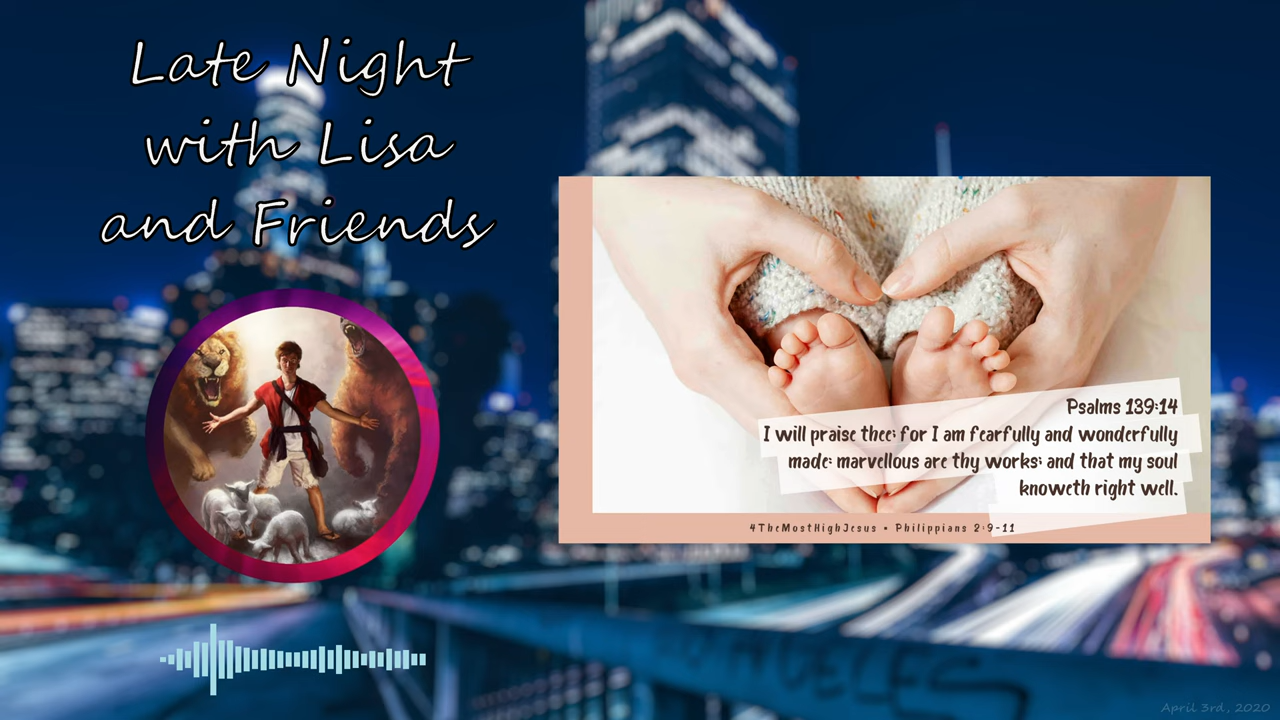 Late Night
with Lisa
and Friends
Psalms 139:14
I will praise thee; for I am fearfully and wonderfully
made: marvellous are thy works; and that my soul
knoweth right well.
4TheMostHighJesus • Philippians 2:9-11
April 3rd, 2020